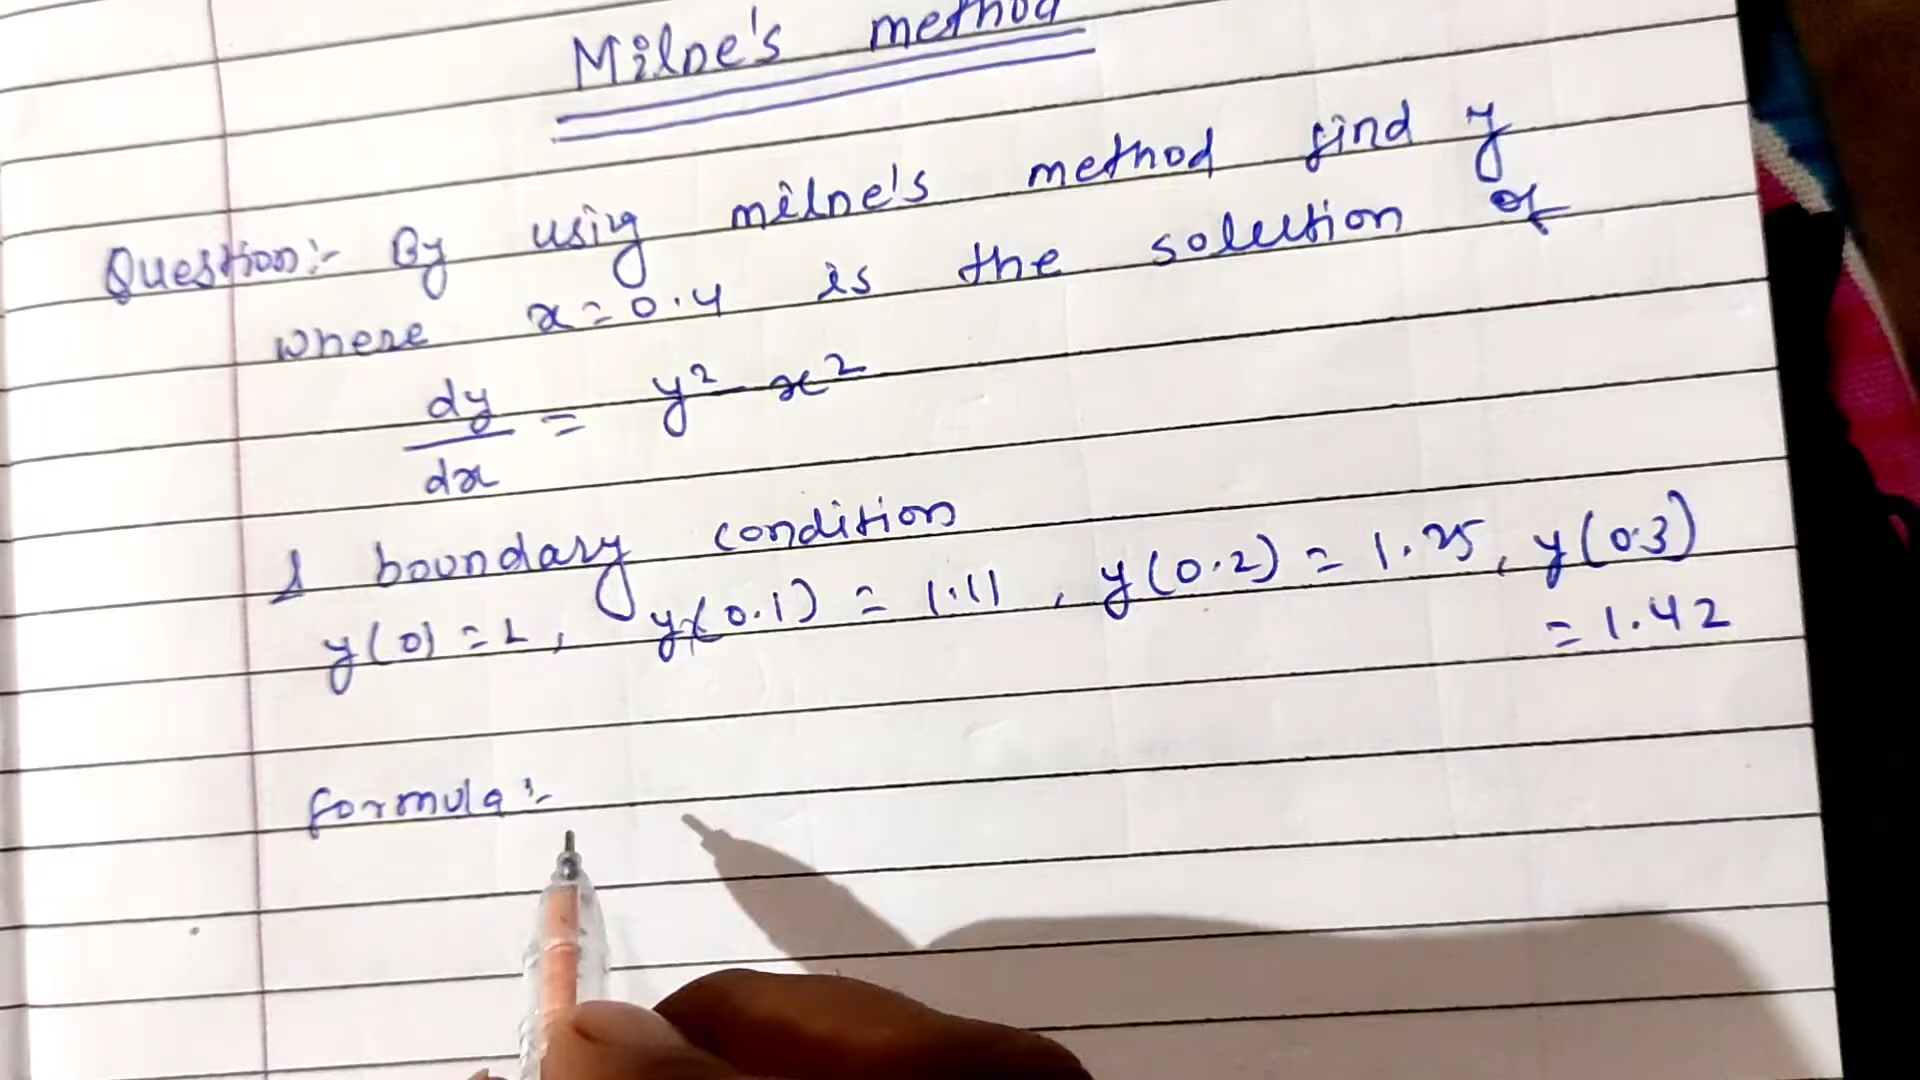 Milne's method
Question:- By using milne's method find y
where x = 0.4 is the solution of
dy/dx = y² - x²
& boundary condition
y(0) = 1, y(0.1) = 1.11, y(0.2) = 1.25, y(0.3)
= 1.42
formula:-